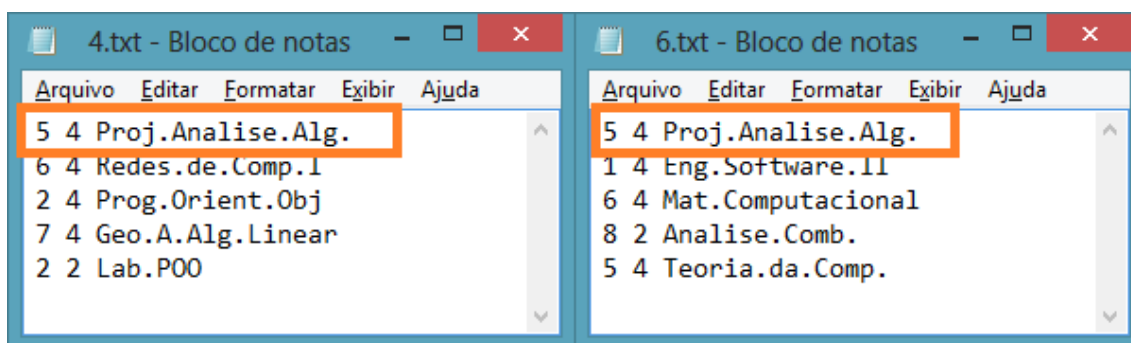 4.txt - Bloco de notas
Arquivo Editar Formatar Exibir Ajuda
5 4 Proj.Analise.Alg.
6 4 Redes.de.Comp.I
2 4 Prog.Orient.Obj
7 4 Geo.A.Alg.Linear
2 2 Lab.POO
6.txt - Bloco de notas
Arquivo Editar Formatar Exibir Ajuda
5 4 Proj.Analise.Alg.
1 4 Eng.Software.II
6 4 Mat.Computacional
8 2 Analise.Comb.
5 4 Teoria.da.Comp.